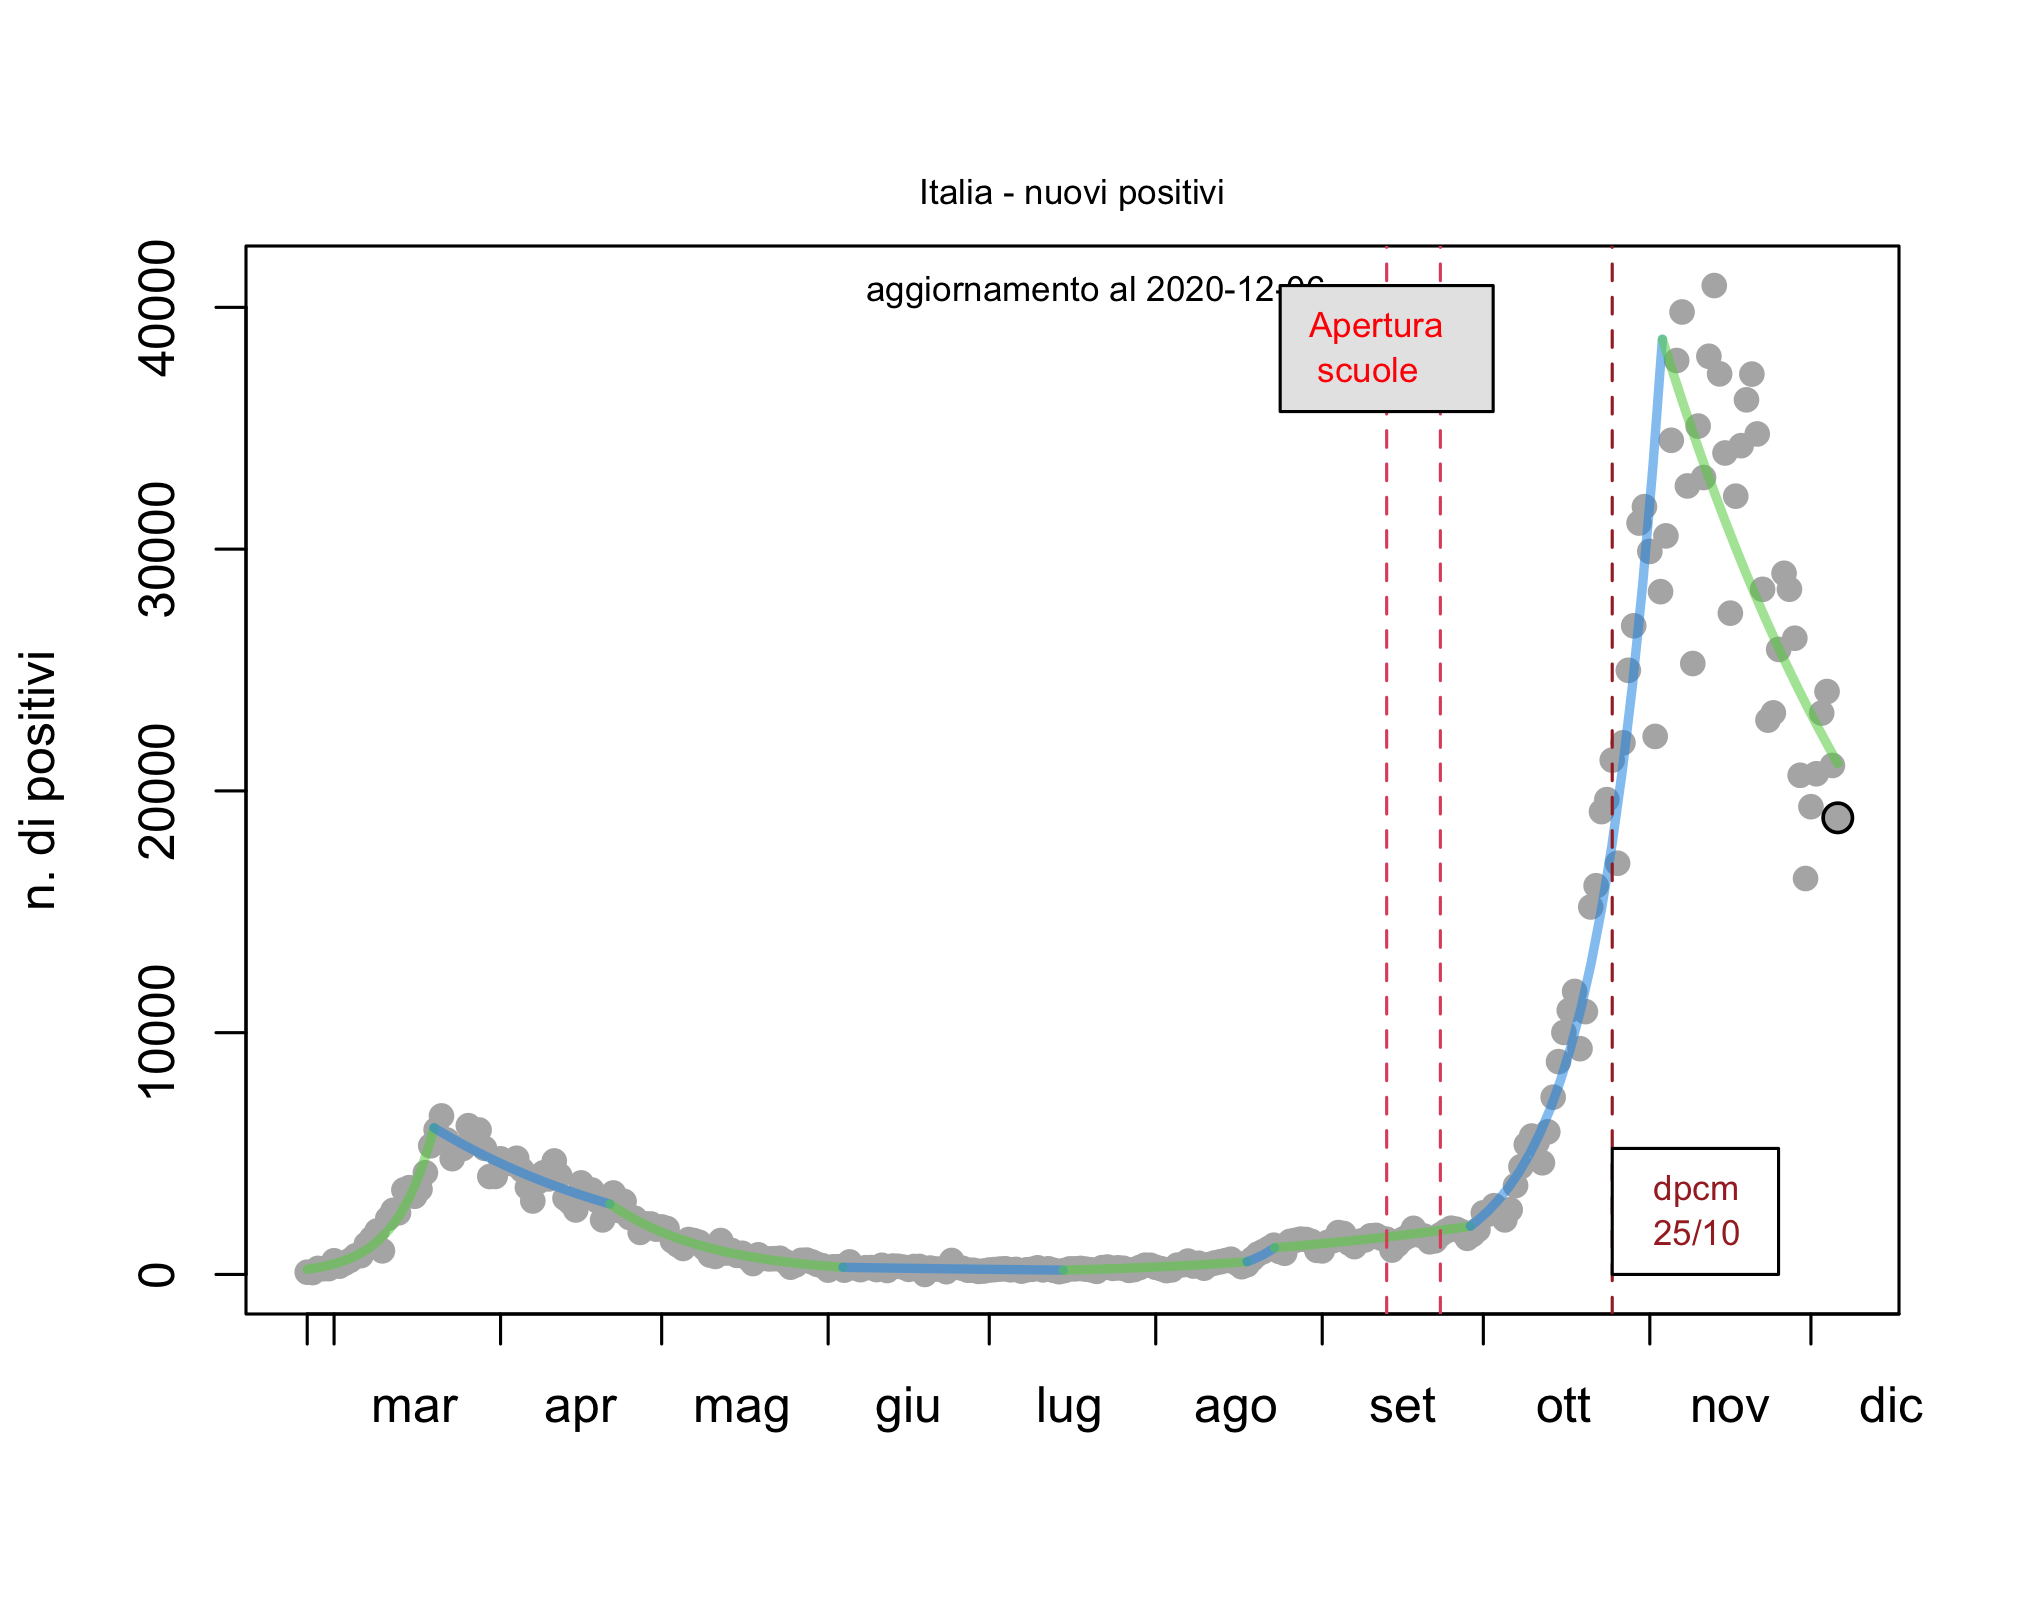 Italia - nuovi positivi
aggiornamento al 2020-12-06
Apertura
scuole
n. di positivi
40000
30000
20000
10000
0
dpcm
25/10
mar apr mag giu lug ago set ott nov dic